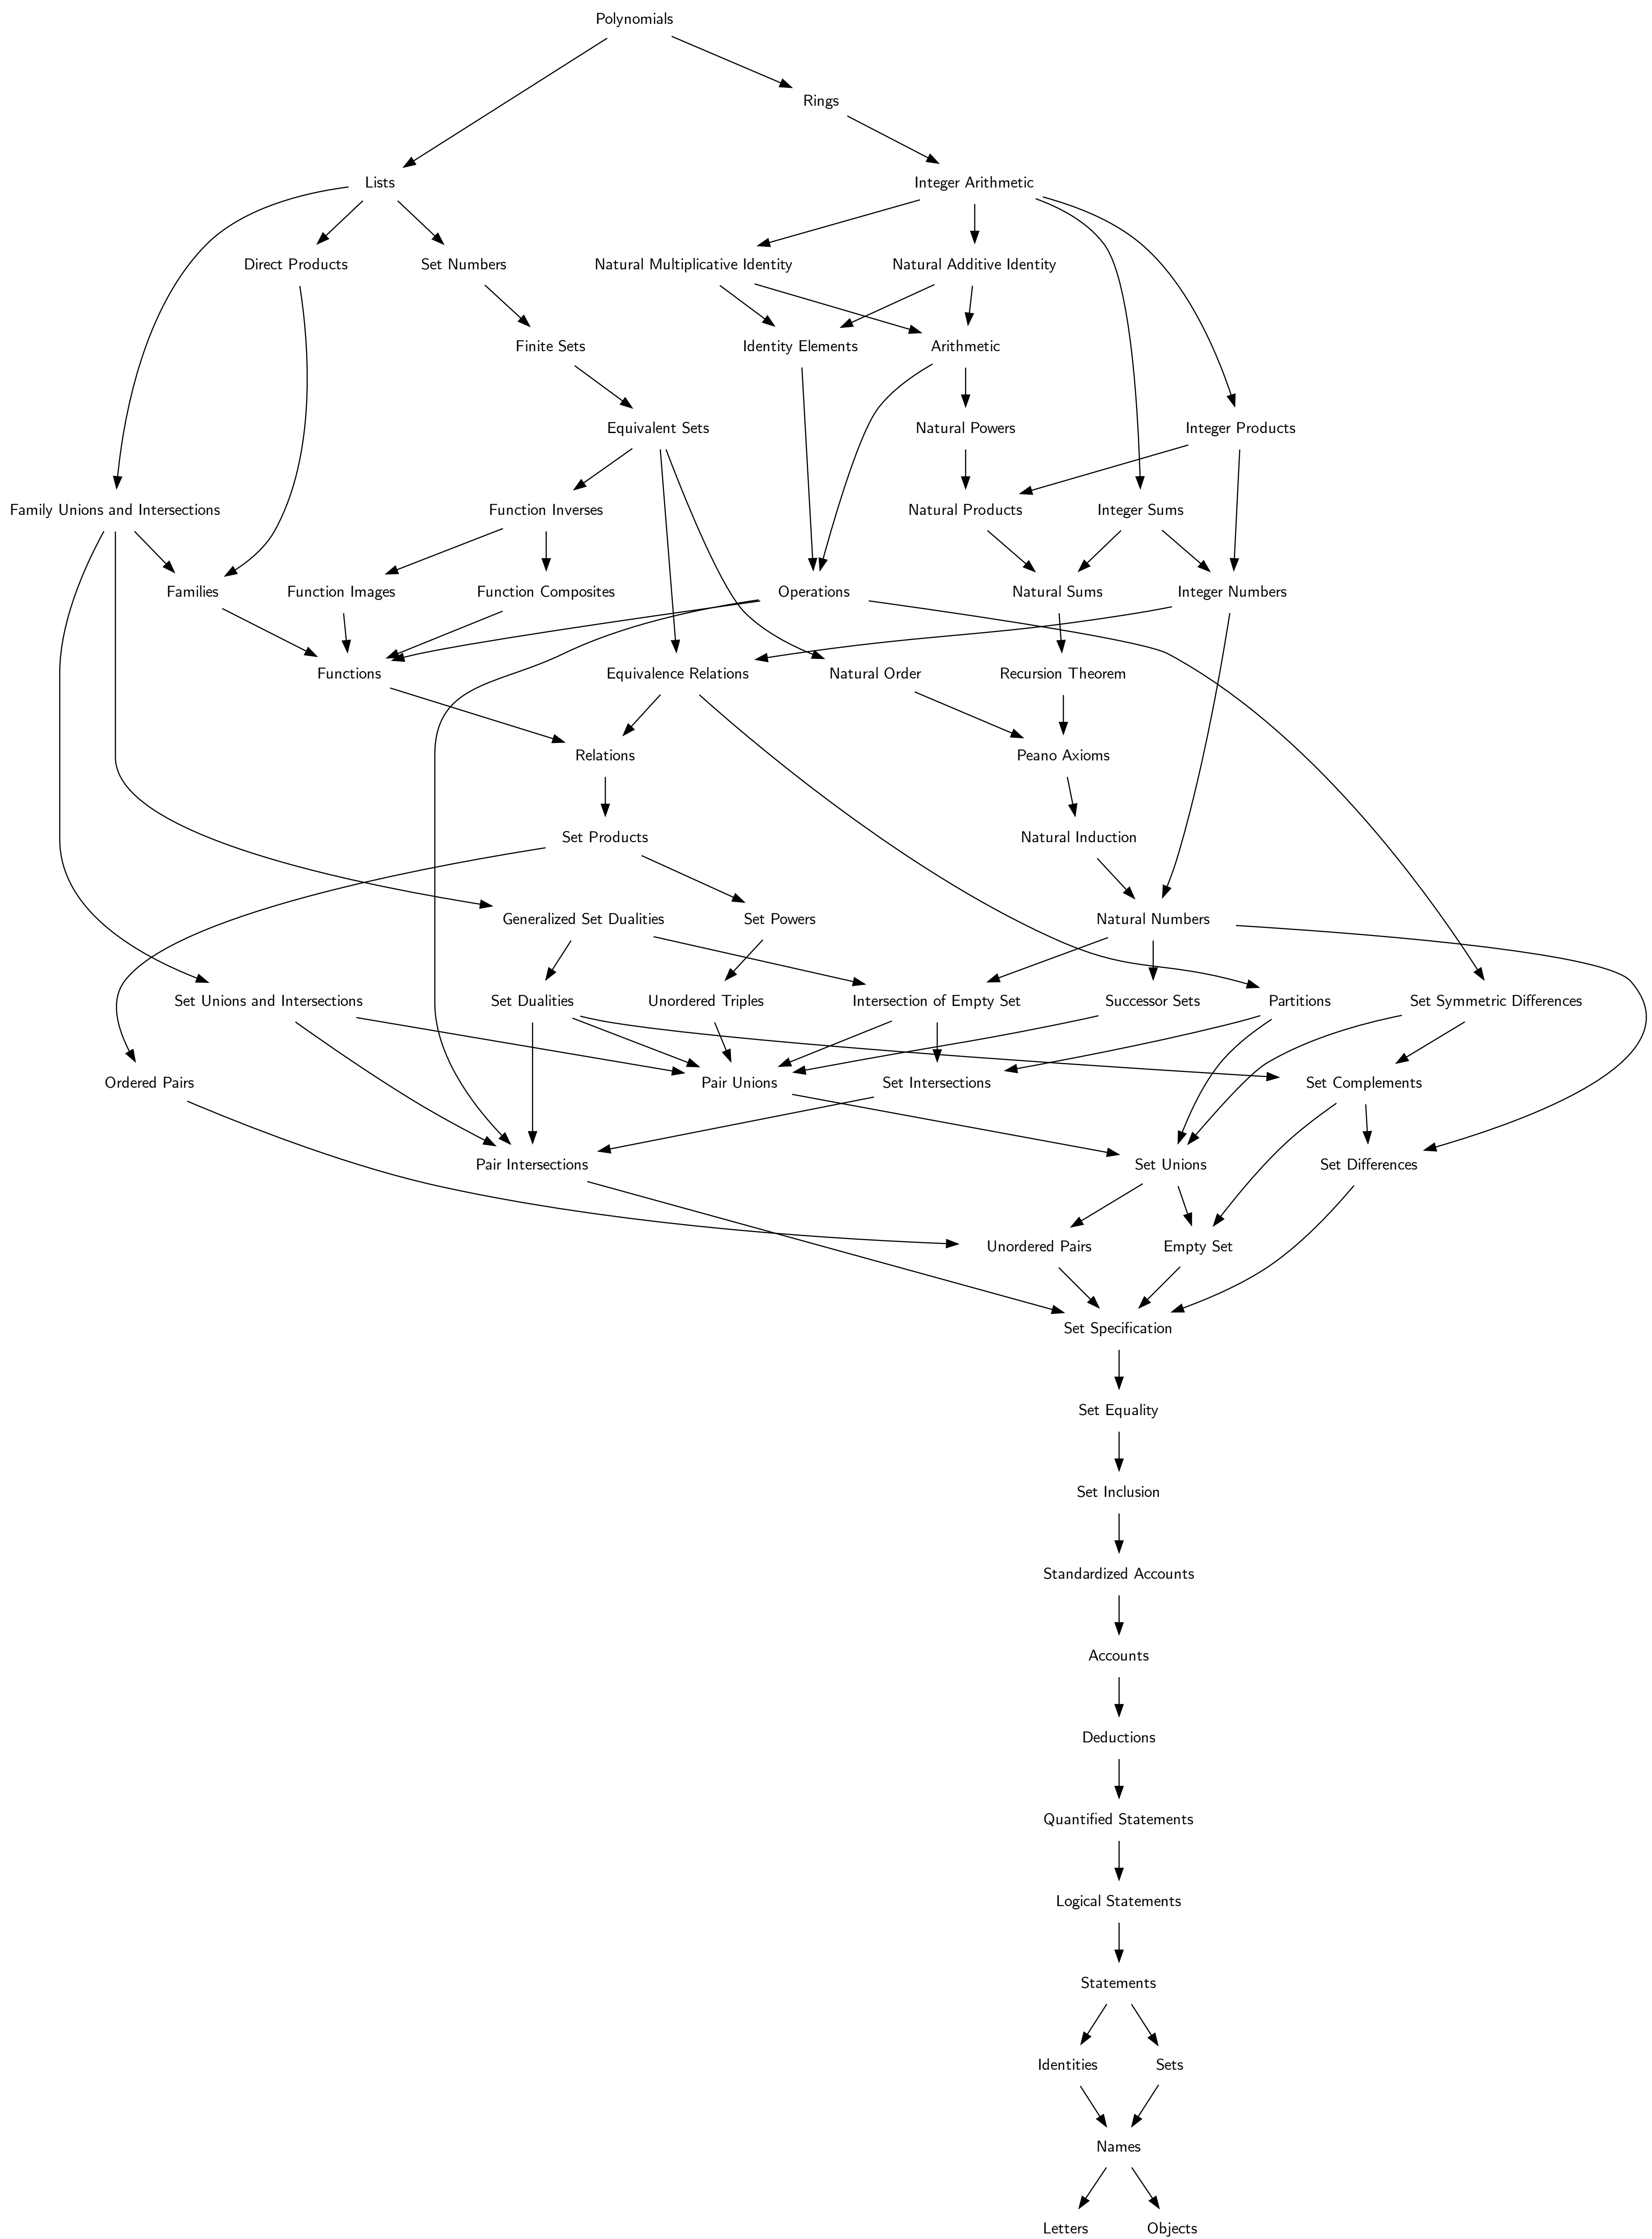 Polynomials
Rings
Lists
Integer Arithmetic
Direct Products
Set Numbers
Natural Multiplicative Identity
Natural Additive Identity
Finite Sets
Identity Elements
Arithmetic
Equivalent Sets
Natural Powers
Integer Products
Family Unions and Intersections
Function Inverses
Natural Products
Integer Sums
Families
Function Images
Function Composites
Operations
Natural Sums
Integer Numbers
Functions
Equivalence Relations
Natural Order
Recursion Theorem
Relations
Peano Axioms
Set Products
Natural Induction
Generalized Set Dualities
Set Powers
Natural Numbers
Set Unions and Intersections
Set Dualities
Unordered Triples
Intersection of Empty Set
Successor Sets
Partitions
Set Symmetric Differences
Ordered Pairs
Pair Unions
Set Intersections
Set Complements
Pair Intersections
Set Unions
Set Differences
Unordered Pairs
Empty Set
Set Specification
Set Equality
Set Inclusion
Standardized Accounts
Accounts
Deductions
Quantified Statements
Logical Statements
Statements
Identities
Sets
Names
Letters
Objects